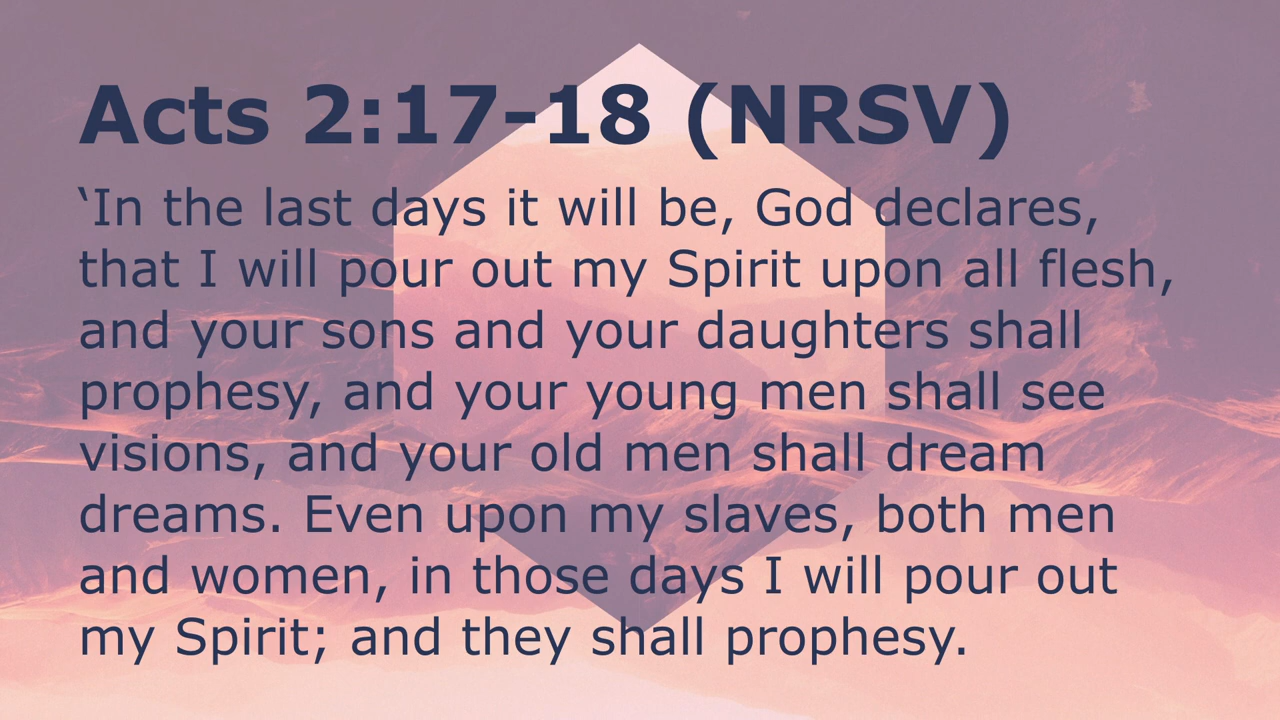 Acts 2:17-18 (NRSV)
‘In the last days it will be, God declares,
that I will pour out my Spirit upon all flesh,
and your sons and your daughters shall
prophesy, and your young men shall see
visions, and your old men shall dream
dreams. Even upon my slaves, both men
and women, in those days I will pour out
my Spirit; and they shall prophesy.